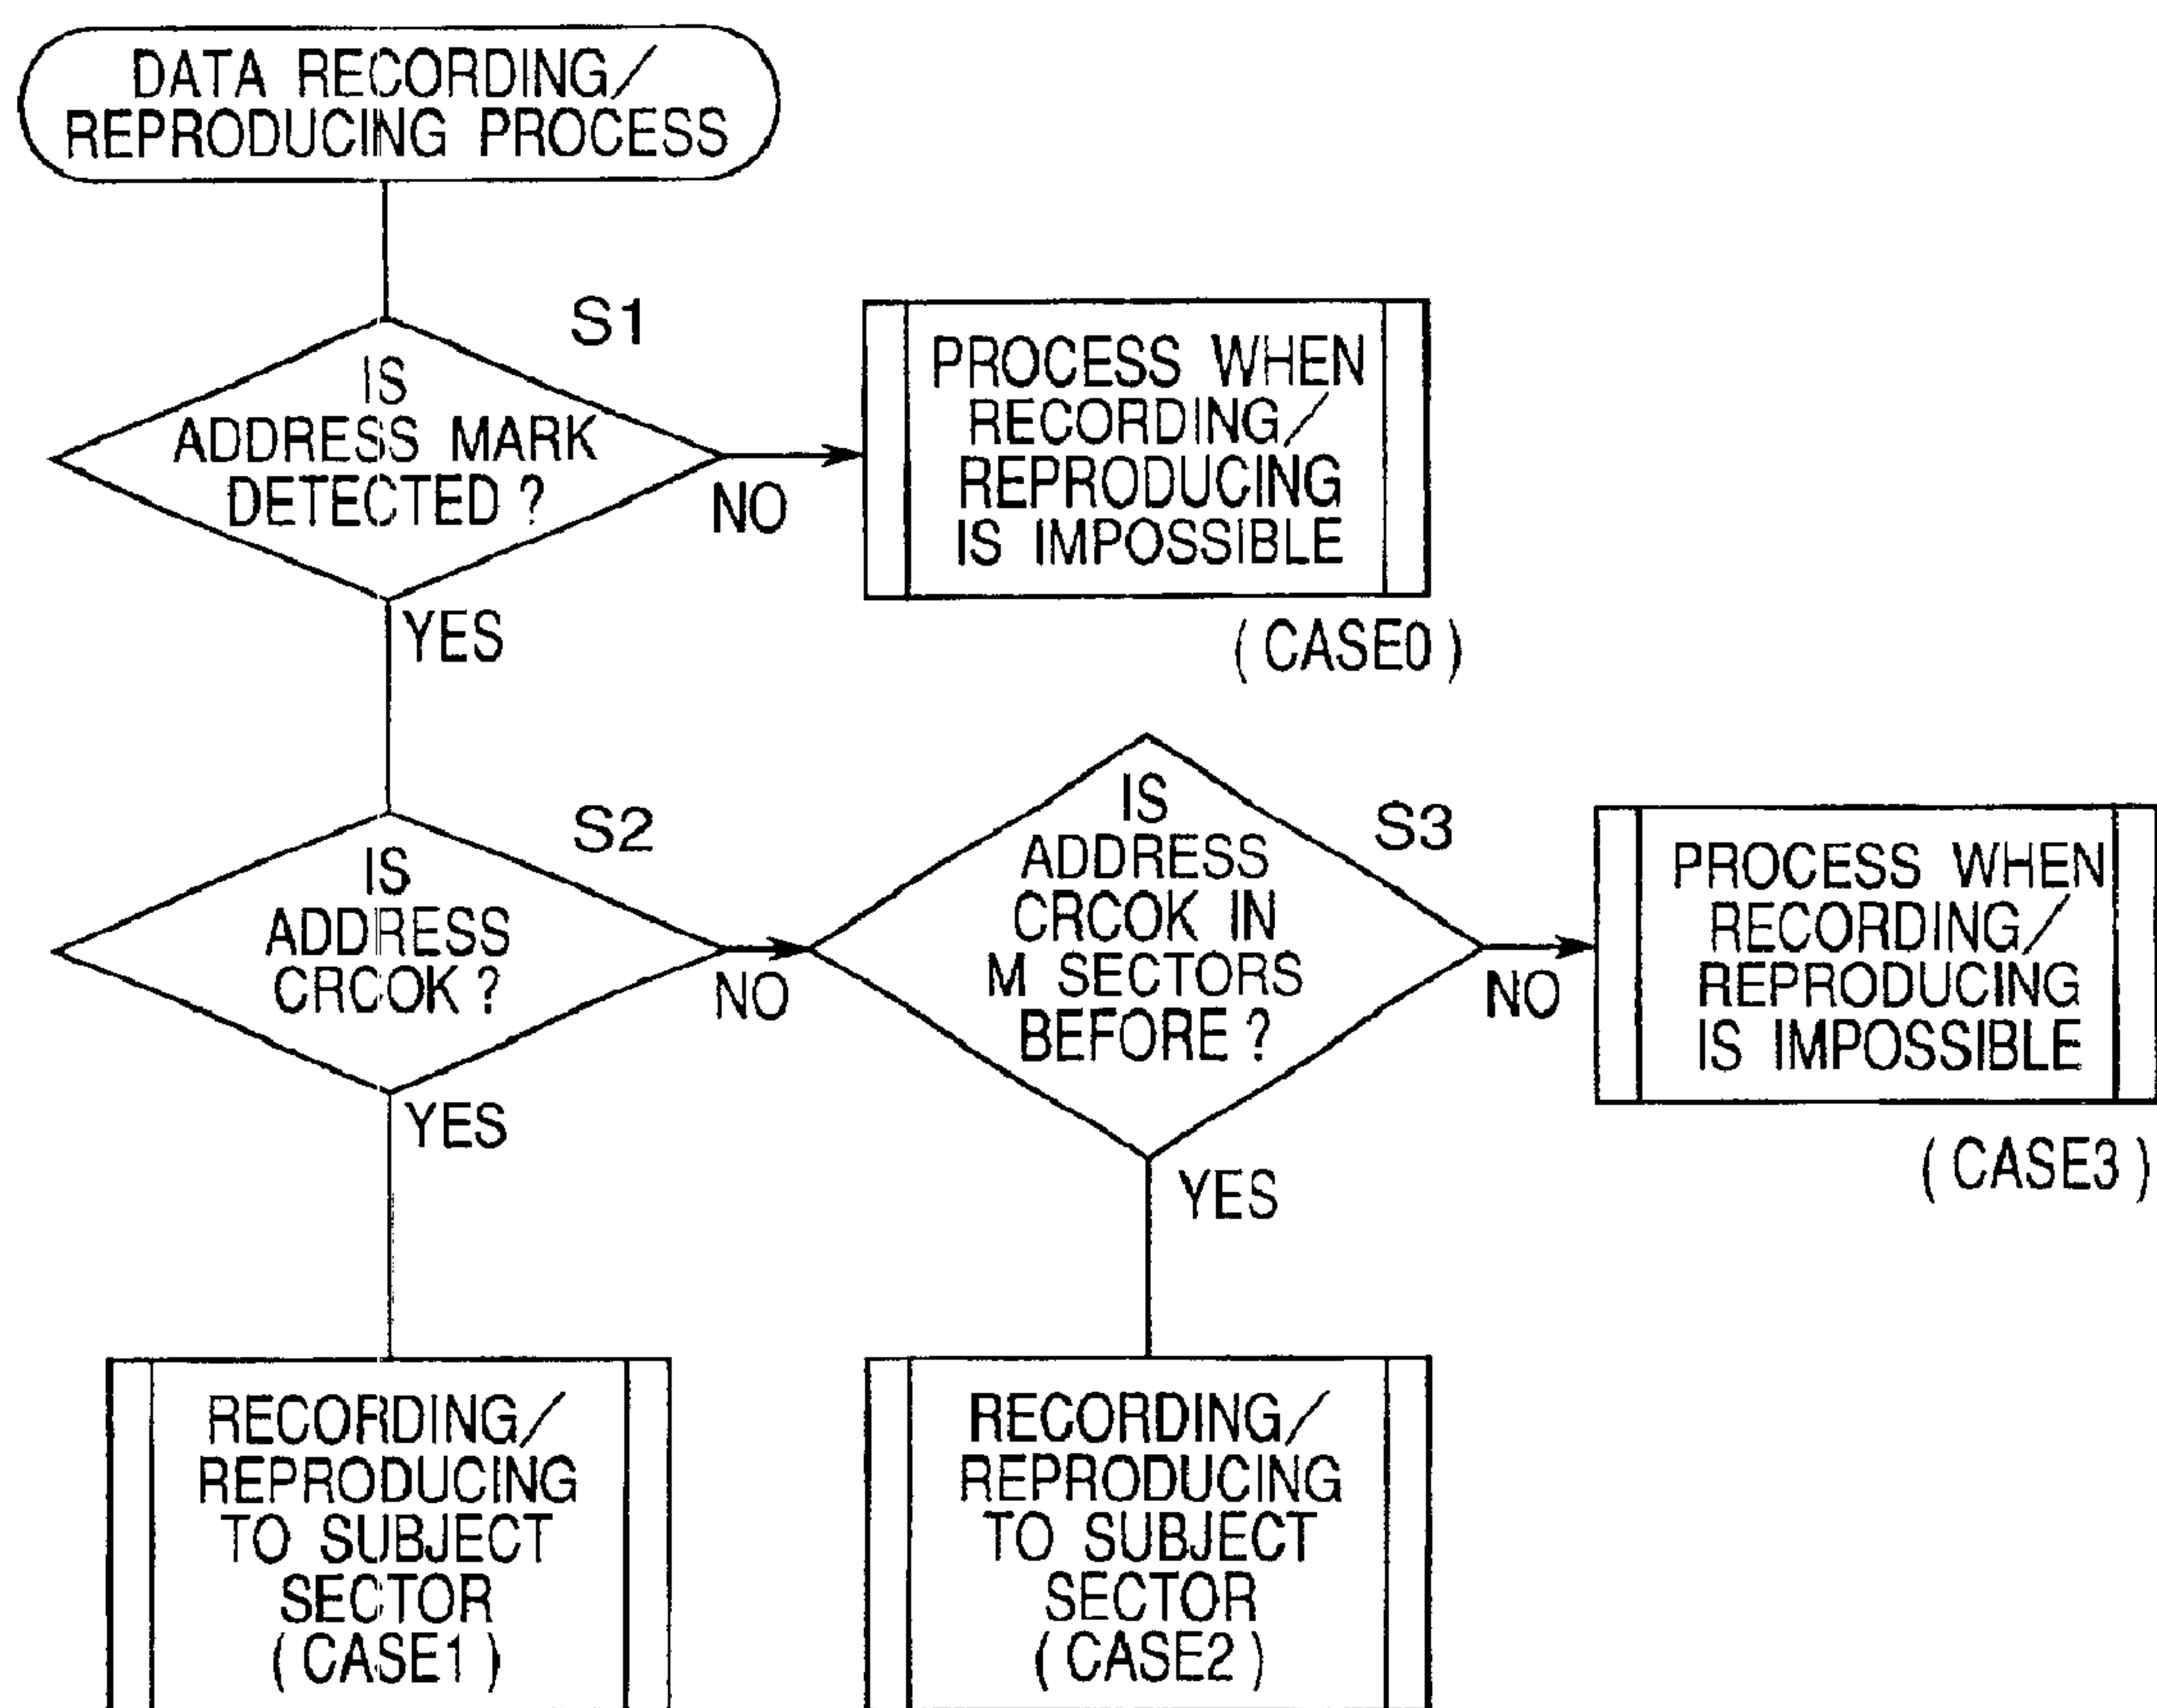 DATA RECORDING/
REPRODUCING PROCESS
S1
IS
ADDRESS MARK
DETECTED?
NO
YES
PROCESS WHEN
RECORDING/
REPRODUCING
IS IMPOSSIBLE
(CASE0)
S2
IS
ADDRESS
CRCOK?
NO
YES
S3
IS
ADDRESS
CRCOK IN
M SECTORS
BEFORE?
NO
YES
PROCESS WHEN
RECORDING/
REPRODUCING
IS IMPOSSIBLE
(CASE3)
RECORDING/
REPRODUCING
TO SUBJECT
SECTOR
(CASE1)
RECORDING/
REPRODUCING
TO SUBJECT
SECTOR
(CASE2)